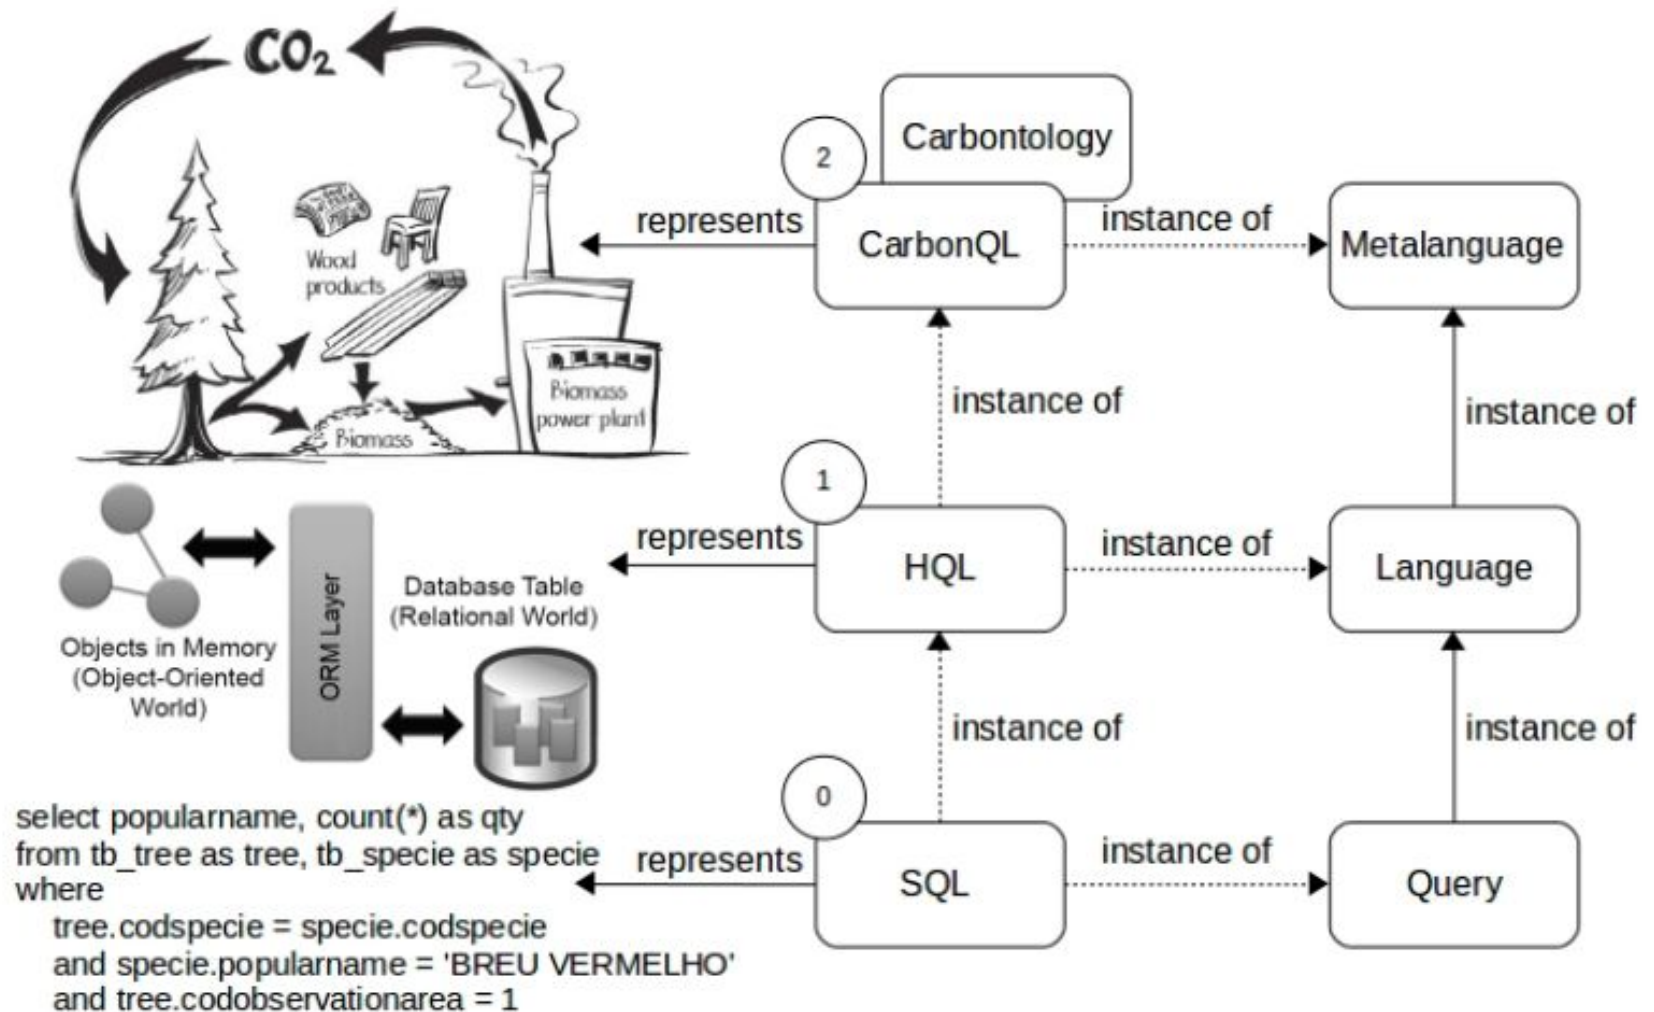 CO2
Wood
products
Biomass
Biomass
power plant
Carbontology
2
represents
CarbonQL
instance of
Metalanguage
instance of
instance of
Objects in Memory
(Object-Oriented
World)
ORM Layer
Database Table
(Relational World)
1
represents
HQL
instance of
Language
instance of
instance of
select popularname, count(*) as qty
from tb_tree as tree, tb_specie as specie
where
tree.codspecie = specie.codspecie
and specie.popularname = 'BREU VERMELHO'
and tree.codobservationarea = 1
0
represents
SQL
instance of
Query